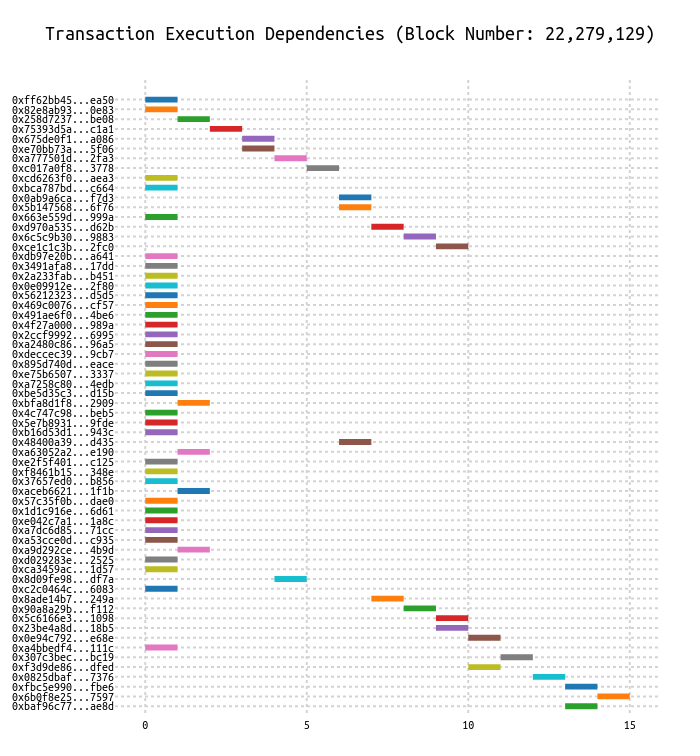 Transaction Execution Dependencies (Block Number: 22,279,129)
0xff62bb45...ea50
0x82e8ab93...0e83
0x258d7237...be08
0x75393d5a...c1a1
0x675de0f1...a086
0xe70bb73a...5f06
0xa777501d...2fa3
0xc017a0f8...3778
0xcd6263f0...aea3
0xbca787bd...c664
0x0ab9a6ca...f7d3
0x5b147568...6f76
0x663e559d...999a
0xd970a535...d62b
0x6c5c9b30...9883
0xce1c1c3b...2fc0
0xdb97e20b...a641
0x3491afa8...17dd
0x2a233fab...b451
0x0e09912e...2f80
0x56212323...d5d5
0x469c0076...cf57
0x491ae6f0...4be6
0x4f27a000...989a
0x2ccf9992...6995
0xa2480c86...96a5
0xdeccec39...9cb7
0x895d740d...eace
0xe75b6507...3337
0xa7258c80...4edb
0xbe5d35c3...d15b
0xbfa8d1f8...2909
0x4c747c98...beb5
0x5e7b8931...9fde
0xb16d53d1...943c
0x48400a39...d435
0xa63052a2...e190
0xe2f5f401...c125
0xf8461b15...348e
0x37657ed0...b856
0xaceb6621...1f1b
0x57c35f0b...dae0
0x1d1c916e...6d61
0xe042c7a1...1a8c
0xa7dc6d85...71cc
0xa53cce0d...c935
0xa9d292ce...4b9d
0xd029283e...2525
0xca3459ac...1d57
0x8d09fe98...df7a
0xc2c0464c...6083
0x8ade14b7...249a
0x90a8a29b...f112
0x5c6166e3...1098
0x23be4a8d...18b5
0x0e94c792...e68e
0xa4bbedf4...111c
0x307c3bec...bc19
0xf3d9de86...dfed
0x0825dbaf...7376
0xfbc5e990...fbe6
0x6b0f8e25...7597
0xbaf96c77...ae8d
0 5 10 15